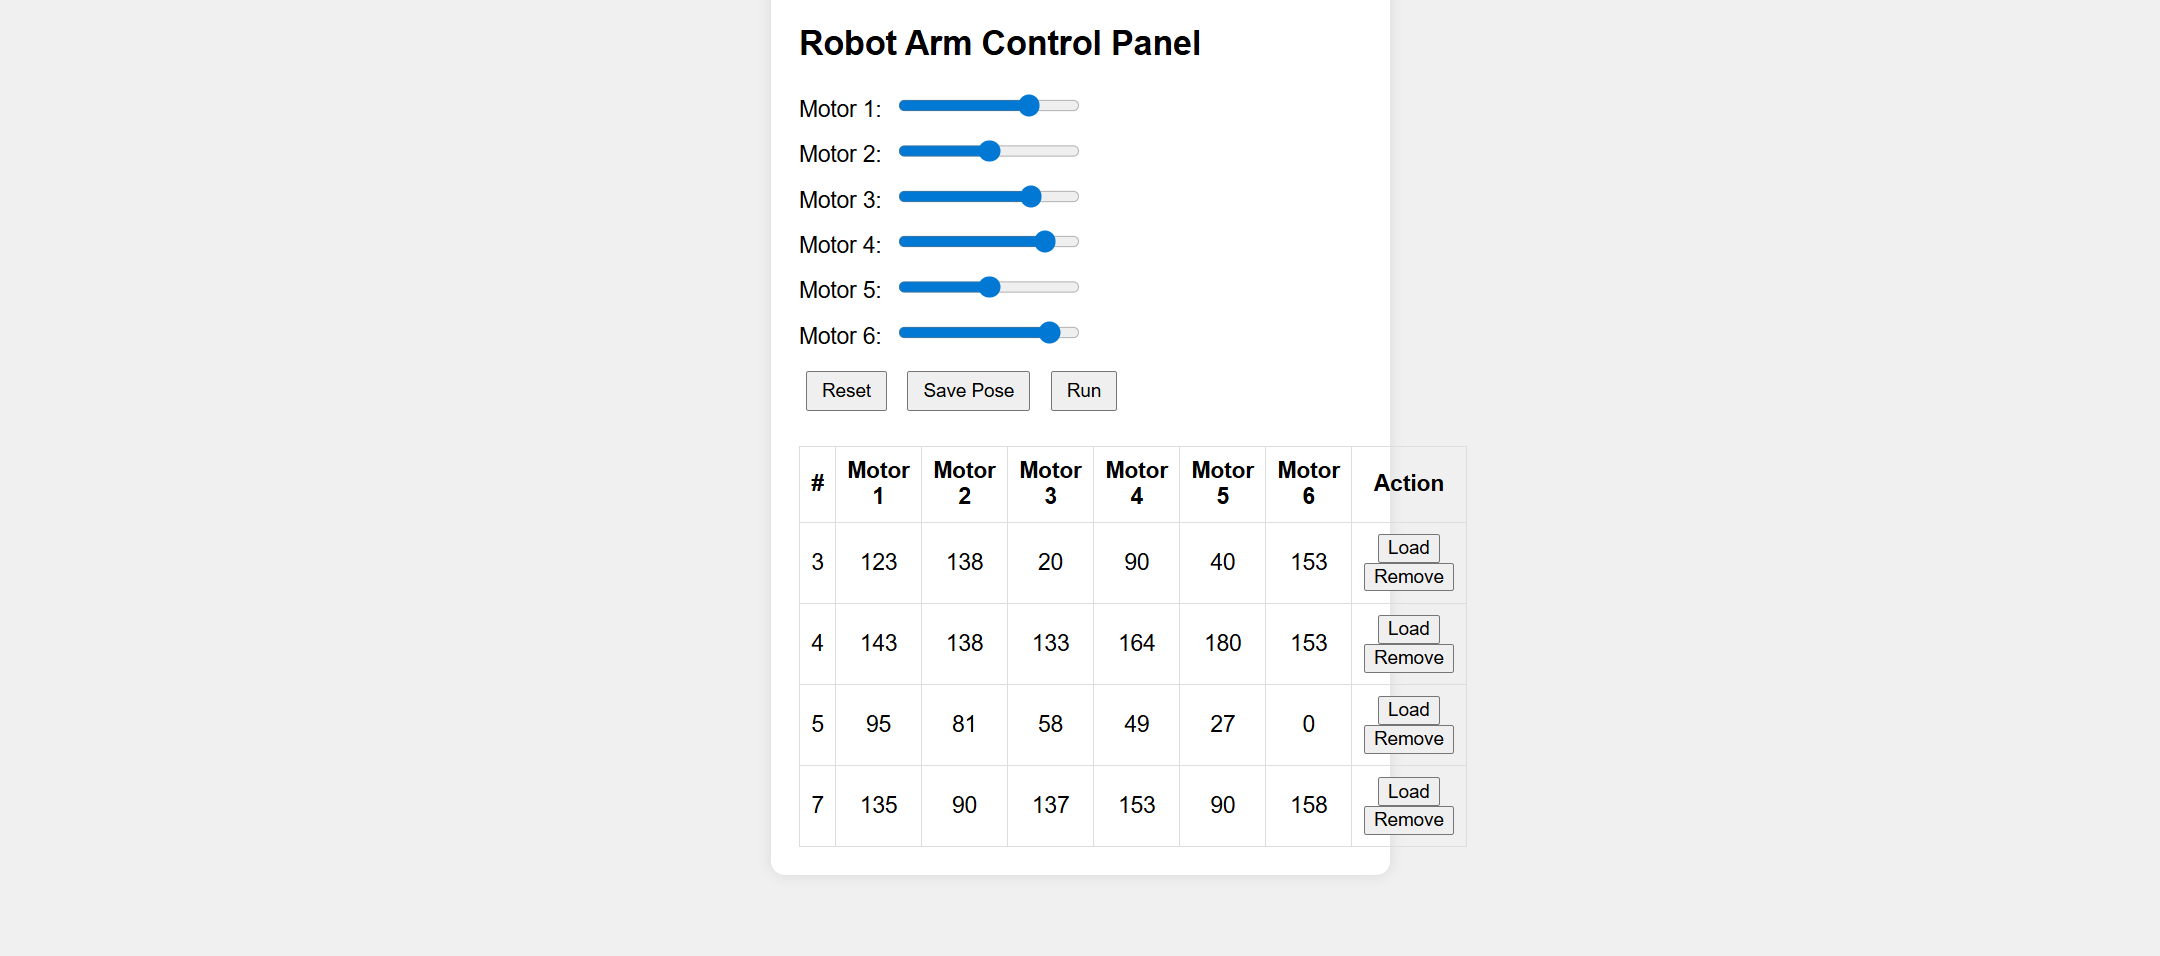 Robot Arm Control Panel
Motor 1:
Motor 2:
Motor 3:
Motor 4:
Motor 5:
Motor 6:
Reset Save Pose Run
# Motor 1 Motor 2 Motor 3 Motor 4 Motor 5 Motor 6 Action
3 123 138 20 90 40 153 Load Remove
4 143 138 133 164 180 153 Load Remove
5 95 81 58 49 27 0 Load Remove
7 135 90 137 153 90 158 Load Remove